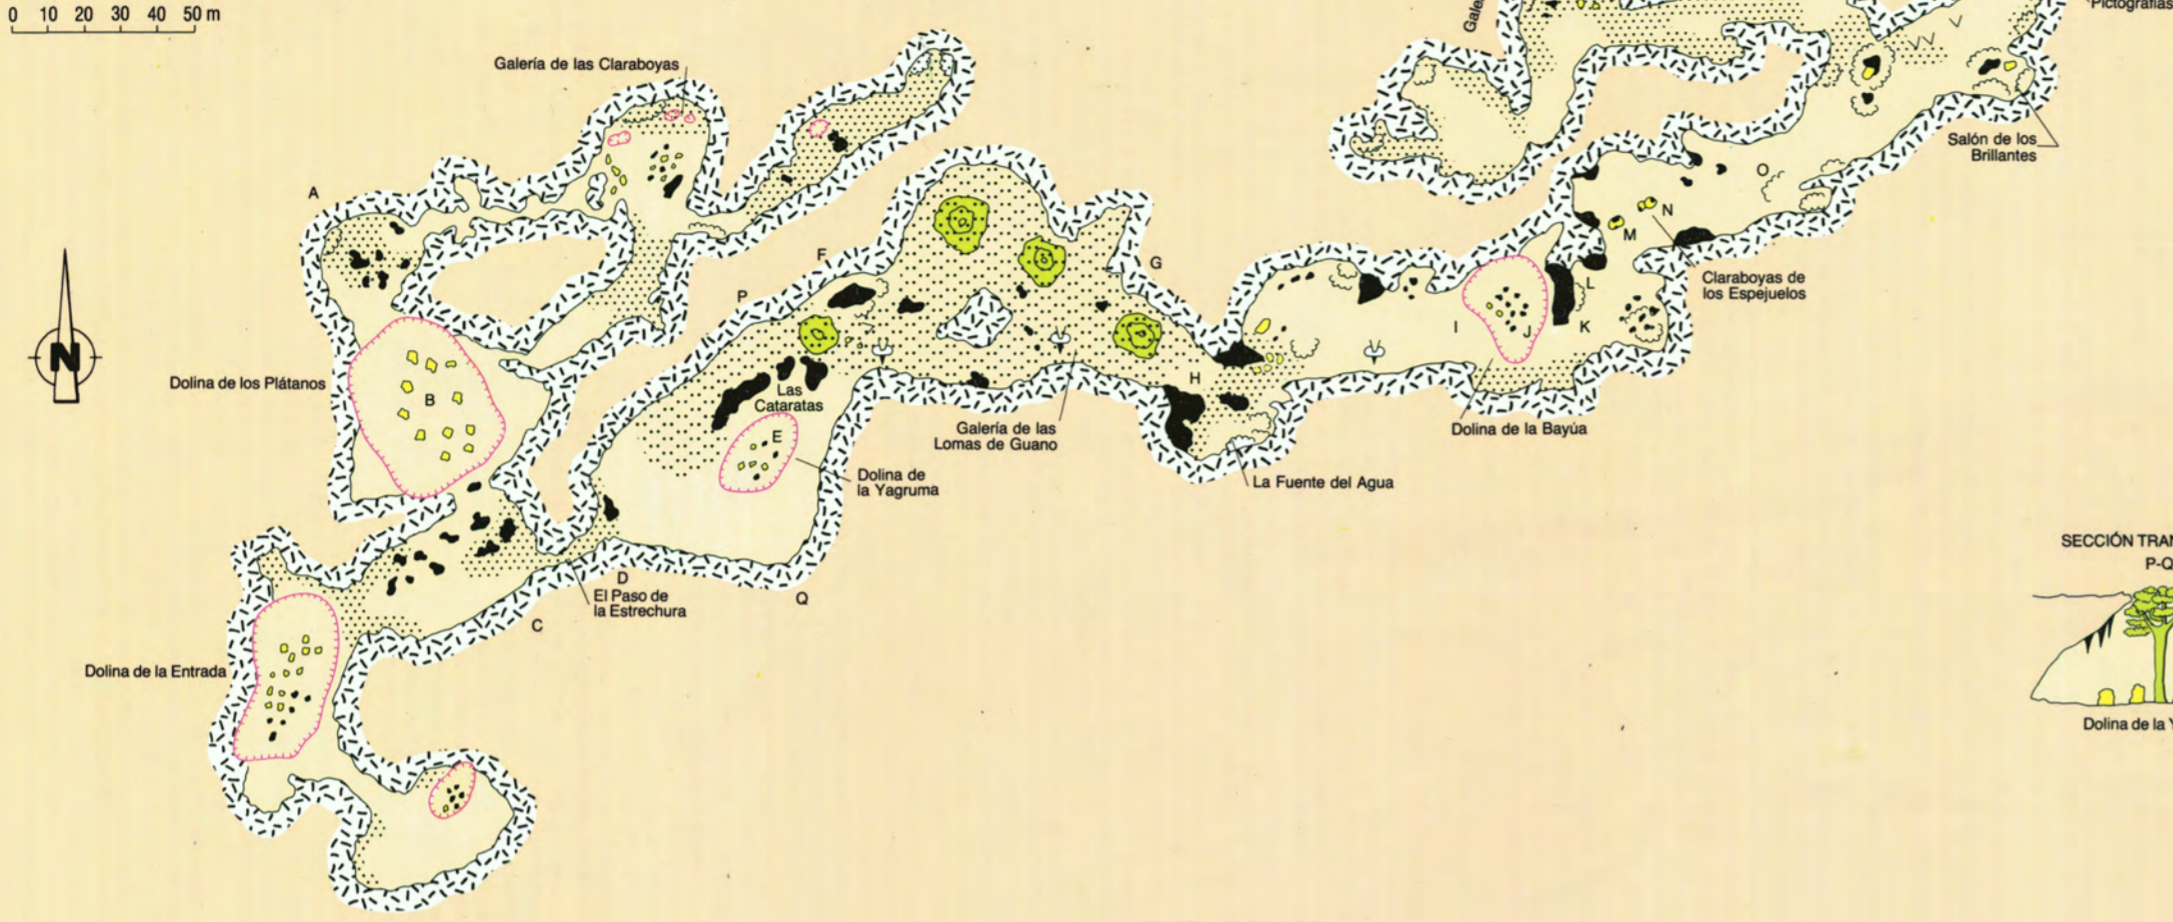 0 10 20 30 40 50 m
Galería de las Claraboyas
Pictografías
Salón de los
Brillantes
A
F
P
G
O
N
M
L
K
J
I
Claraboyas de
los Espejuelos
N
Dolina de los Plátanos
B
Las
Cataratas
E
H
Galería de las
Lomas de Guano
Dolina de la Bayúa
Dolina de
la Yagruma
La Fuente del Agua
D
El Paso de
la Estrechura
C
Q
Dolina de la Entrada
SECCIÓN
P-Q
Dolina de la